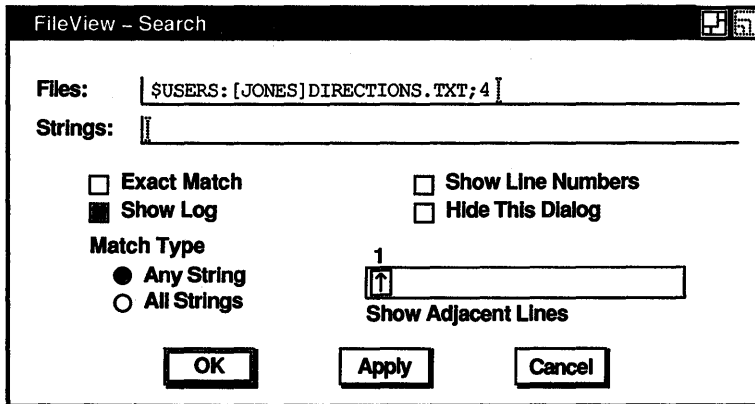 FileView – Search
Files: $USERS:[JONES]DIRECTIONS.TXT;4
Strings:
Exact Match Show Line Numbers
Show Log Hide This Dialog
Match Type
Any String
All Strings
1
Show Adjacent Lines
OK Apply Cancel